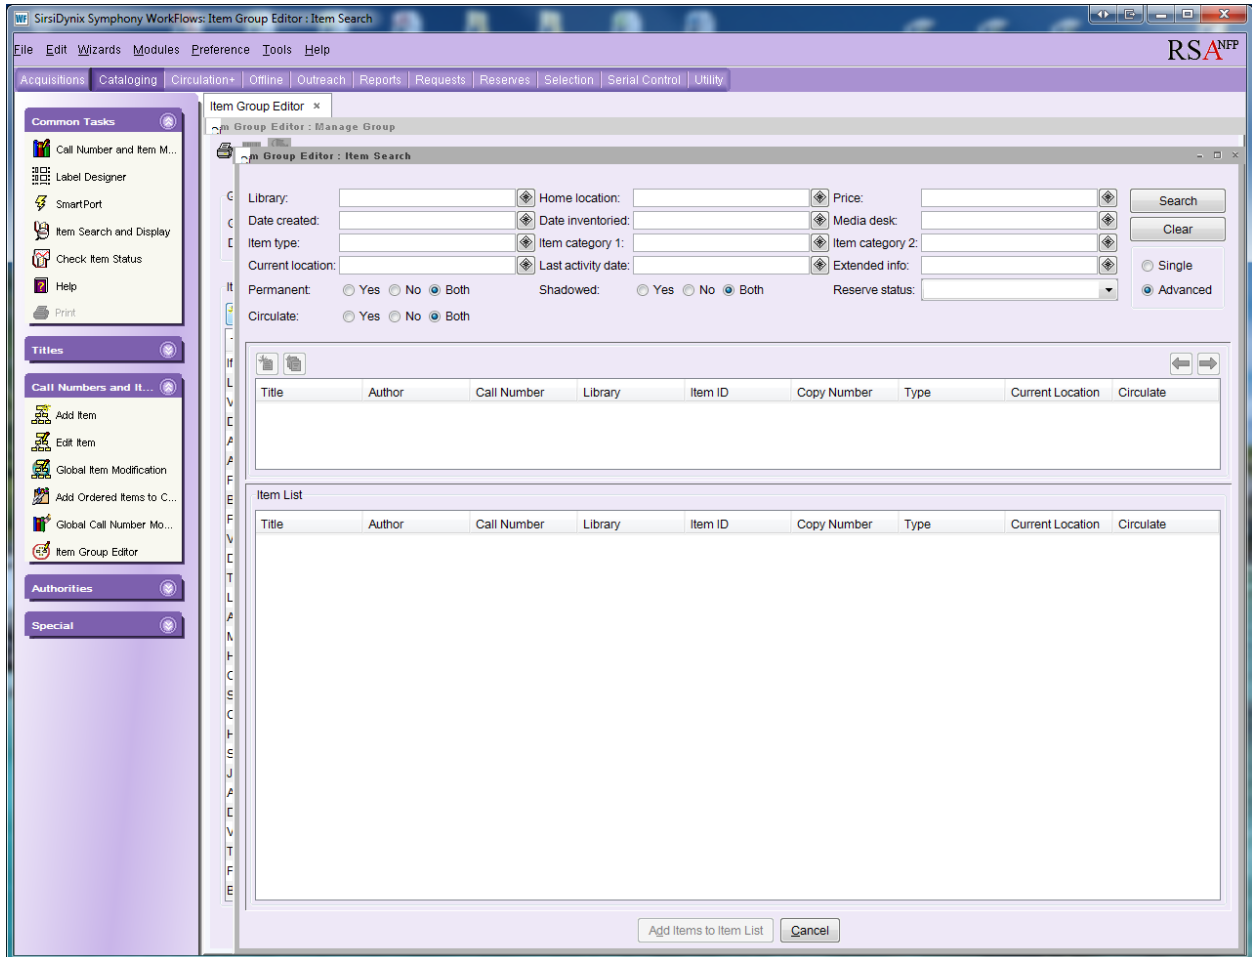 WF SirsiDynix Symphony WorkFlows: Item Group Editor : Item Search
File Edit Wizards Modules Preference Tools Help
RSANFP
Acquisitions Cataloging Circulation+ Offline Outreach Reports Requests Reserves Selection Serial Control Utility
Item Group Editor ×
Common Tasks
m Group Editor : Manage Group
Call Number and Item M...
m Group Editor : Item Search
Label Designer
SmartPort
Item Search and Display
Check Item Status
Help
Print
Titles
Call Numbers and It...
Add Item
Edit Item
Global Item Modification
Add Ordered Items to C...
Global Call Number Mo...
Item Group Editor
Authorities
Special
Library: Home location: Price: Search
Date created: Date inventoried: Media desk: Clear
Item type: Item category 1: Item category 2:
Current location: Last activity date: Extended info: Single
Permanent: Yes No Both Shadowed: Yes No Both Reserve status: Advanced
Circulate: Yes No Both
Title Author Call Number Library Item ID Copy Number Type Current Location Circulate
Item List
Title Author Call Number Library Item ID Copy Number Type Current Location Circulate
Add Items to Item List Cancel